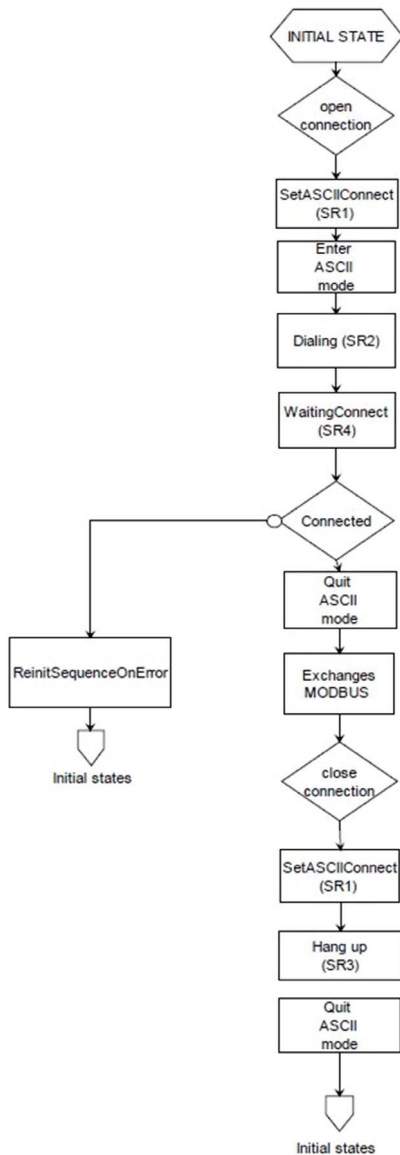 INITIAL STATE
open
connection
SetASCIIConnect
(SR1)
Enter
ASCII
mode
Dialing (SR2)
WaitingConnect
(SR4)
Connected
Quit
ASCII
mode
ReinitSequenceOnError
Initial states
Exchanges
MODBUS
close
connection
SetASCIIConnect
(SR1)
Hang up
(SR3)
Quit
ASCII
mode
Initial states